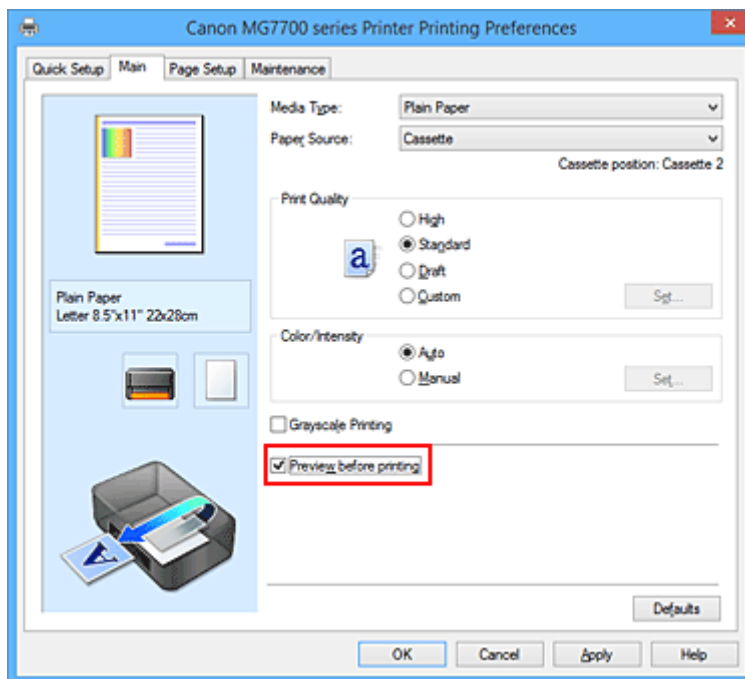 Canon MG7700 series Printer Printing Preferences
Quick Setup Main Page Setup Maintenance
Media Type: Plain Paper
Paper Source: Cassette
Cassette position: Cassette 2
Print Quality
High
Standard
Draft
Custom
Set...
a
Plain Paper
Letter 8.5"x11" 22x28cm
Color/Intensity
Auto
Manual
Set...
Grayscale Printing
Preview before printing
A
Defaults
OK Cancel Apply Help